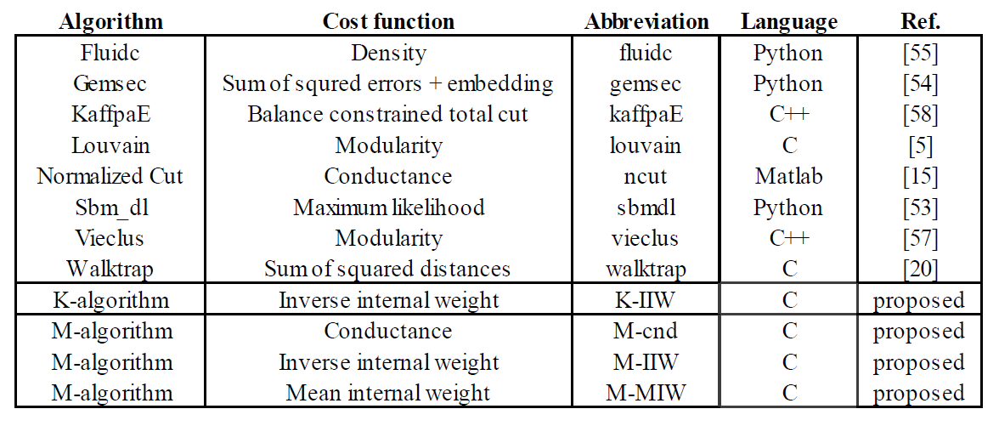 Algorithm Cost function Abbreviation Language Ref.
Fluidc Density fluidc Python [55]
Gemsec Sum of squred errors + embedding gemsec Python [54]
KaffpaE Balance constrained total cut kaffpaE C++ [58]
Louvain Modularity louvain C [5]
Normalized Cut Conductance ncut Matlab [15]
Sbm_dl Maximum likelihood sbmdl Python [53]
Vieclus Modularity vieclus C++ [57]
Walktrap Sum of squared distances walktrap C [20]
K-algorithm Inverse internal weight K-IIW C proposed
M-algorithm Conductance M-cnd C proposed
M-algorithm Inverse internal weight M-IIW C proposed
M-algorithm Mean internal weight M-MIW C proposed